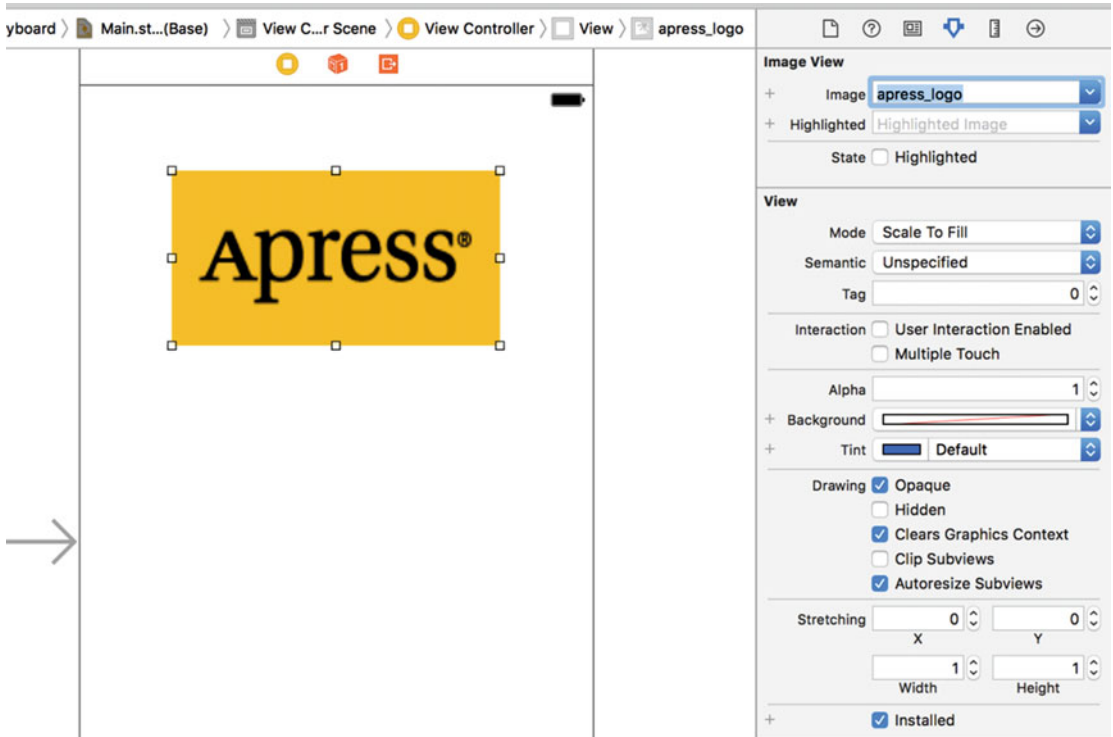 yboard Main.st...(Base) View C...r Scene View Controller View apress_logo
1
Apress®
Image View
Image apress_logo
Highlighted Highlighted Image
State Highlighted
View
Mode Scale To Fill
Semantic Unspecified
Tag 0
Interaction User Interaction Enabled
Multiple Touch
Alpha 1
Background
Tint Default
Drawing Opaque
Hidden
Clears Graphics Context
Clip Subviews
Autoresize Subviews
Stretching 0 0
X Y
1 1
Width Height
Installed